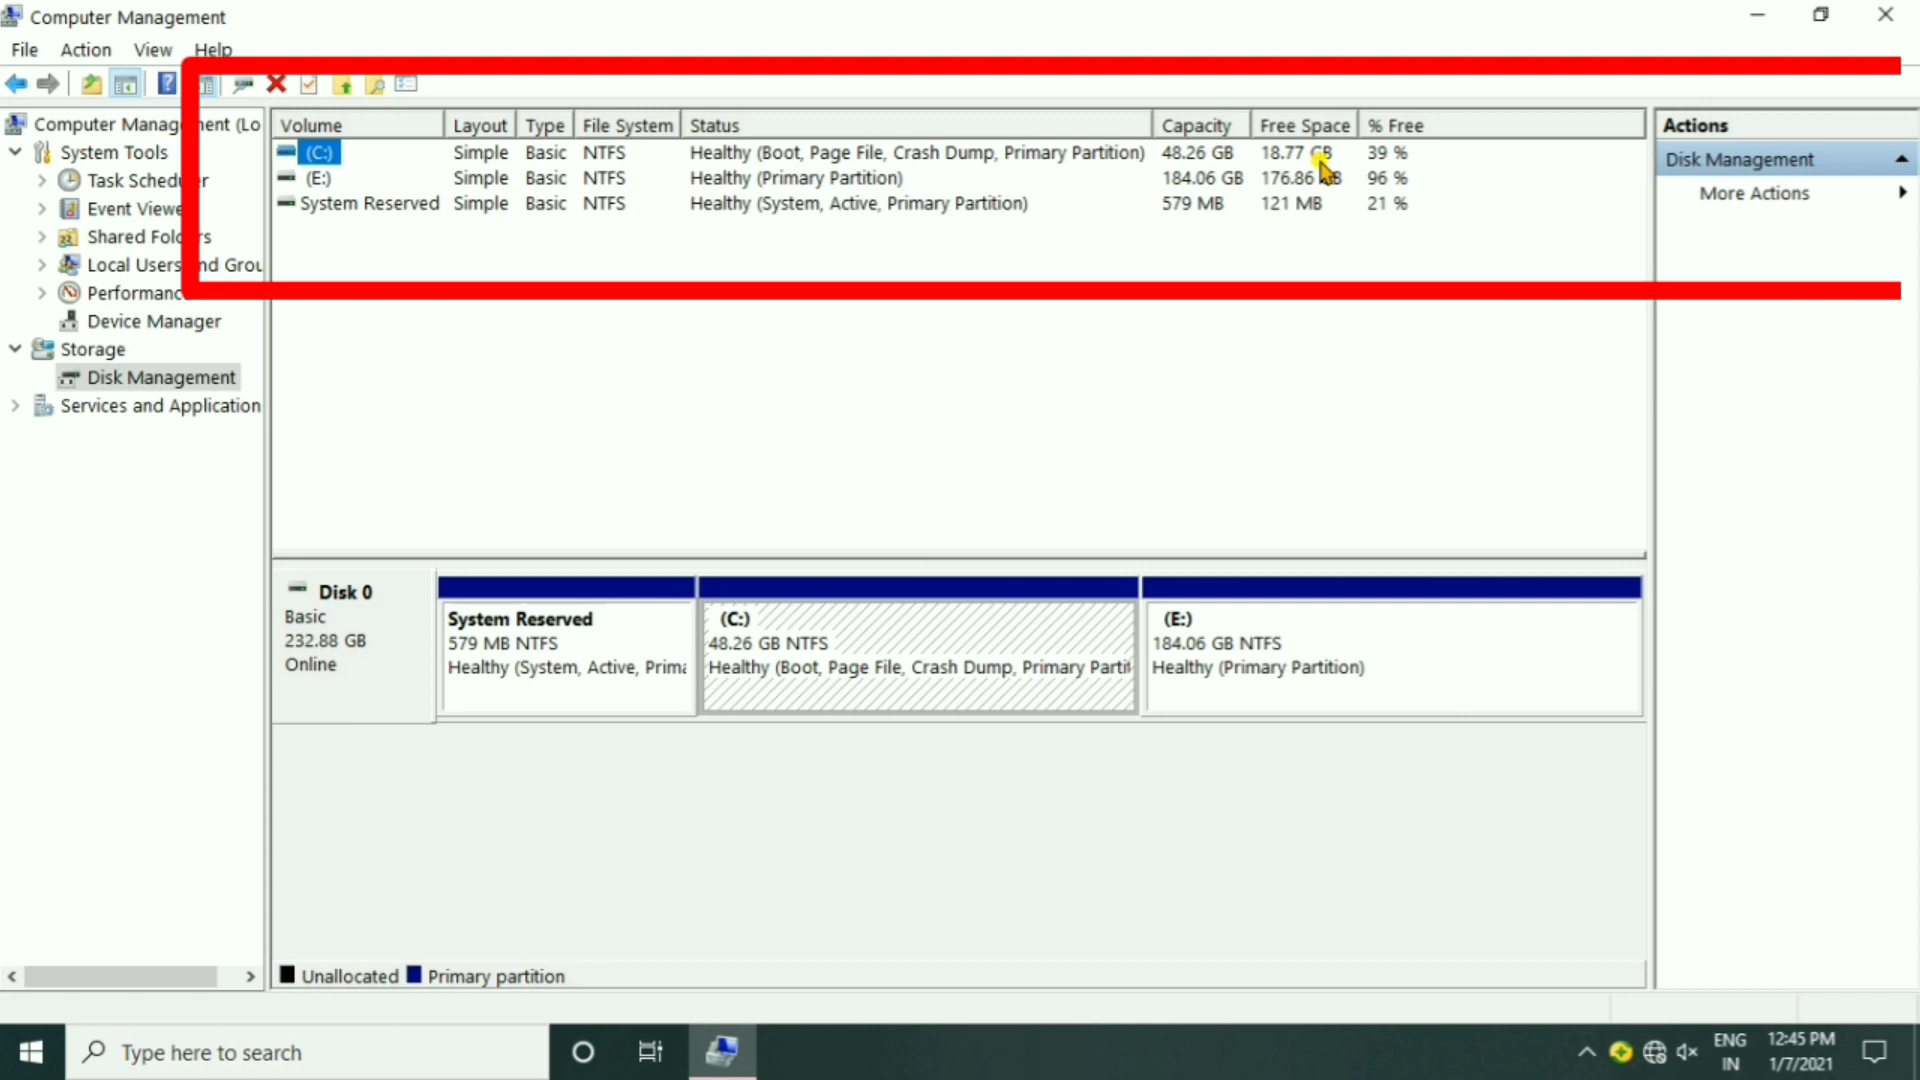 Computer Management
File Action View Help
Computer Management (Lo
System Tools
Task Scheduler
Event Viewe
Shared Folders
Local Users and Grou
Performanc
Device Manager
Storage
Disk Management
Services and Application
Volume Layout Type File System Status Capacity Free Space % Free
(C:) Simple Basic NTFS Healthy (Boot, Page File, Crash Dump, Primary Partition) 48.26 GB 18.77 GB 39 %
(E:) Simple Basic NTFS Healthy (Primary Partition) 184.06 GB 176.86 GB 96 %
System Reserved Simple Basic NTFS Healthy (System, Active, Primary Partition) 579 MB 121 MB 21 %
Actions
Disk Management
More Actions
Disk 0
Basic
232.88 GB
Online
System Reserved
579 MB NTFS
Healthy (System, Active, Prima
(C:)
48.26 GB NTFS
Healthy (Boot, Page File, Crash Dump, Primary Partit
(E:)
184.06 GB NTFS
Healthy (Primary Partition)
Unallocated Primary partition
Type here to search
ENG
IN
12:45 PM
1/7/2021